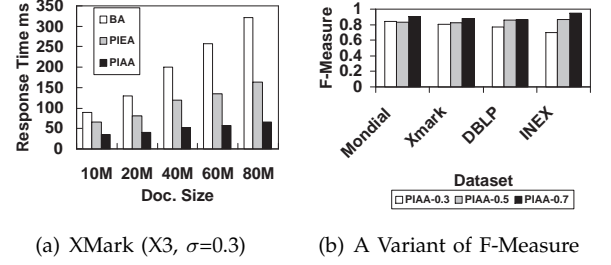 Response Time ms
350
300
250
200
150
100
50
0
BA
PIEA
PIAA
10M 20M 40M 60M 80M
Doc. Size
(a) XMark (X3, σ=0.3)
F-Measure
1
0.8
0.6
0.4
0.2
0
Mondial Xmark DBLP INEX
Dataset
PIAA-0.3 PIAA-0.5 PIAA-0.7
(b) A Variant of F-Measure